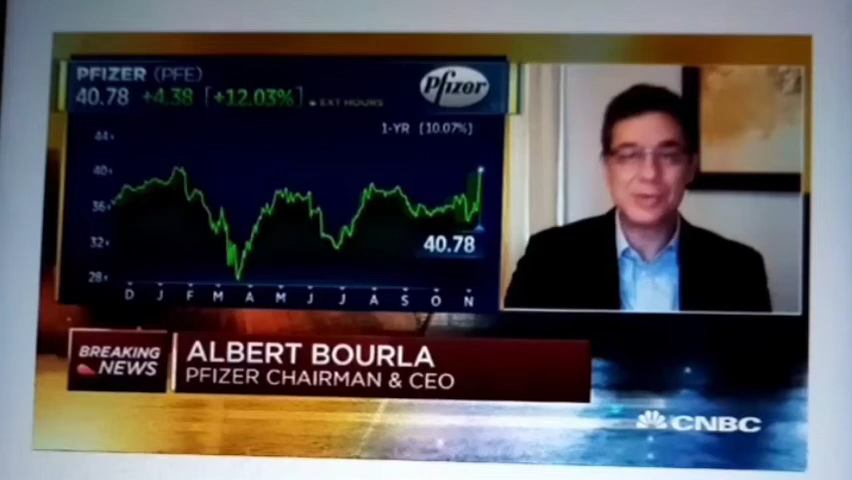 PFIZER (PFE)
40.78 +4.38 [+12.03%] EXT HOURS
Pfizer
1-YR [10.07%]
44
40
36
32
28
40.78
D J F M A M J J A S O N
BREAKING NEWS
ALBERT BOURLA
PFIZER CHAIRMAN & CEO
CNBC